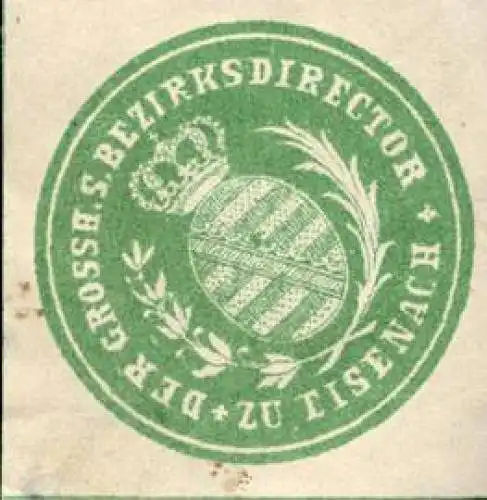 DER GROSSH. S. BEZIRKSDIRECTOR
ZU EISENACH